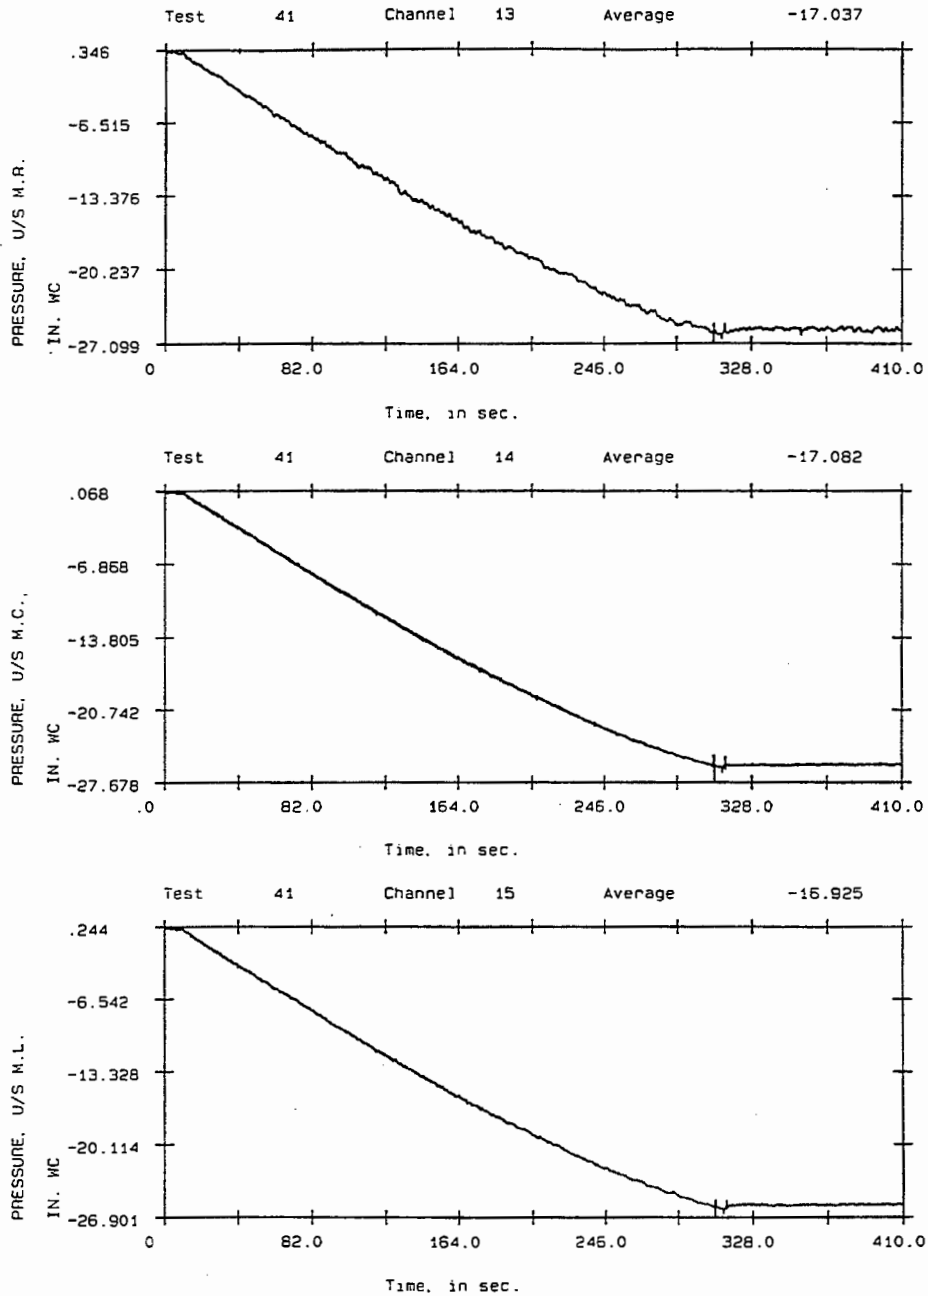 Test 41 Channel 13 Average -17.037
.346
-6.515
-13.376
-20.237
-27.099
PRESSURE, U/S M.R.
IN. WC
0 82.0 164.0 246.0 328.0 410.0
Time, in sec.
Test 41 Channel 14 Average -17.082
.068
-6.868
-13.805
-20.742
-27.678
PRESSURE, U/S M.C.,
IN. WC
.0 82.0 164.0 246.0 328.0 410.0
Time, in sec.
Test 41 Channel 15 Average -16.925
.244
-6.542
-13.328
-20.114
-26.901
PRESSURE, U/S M.L.
IN. WC
0 82.0 164.0 246.0 328.0 410.0
Time, in sec.